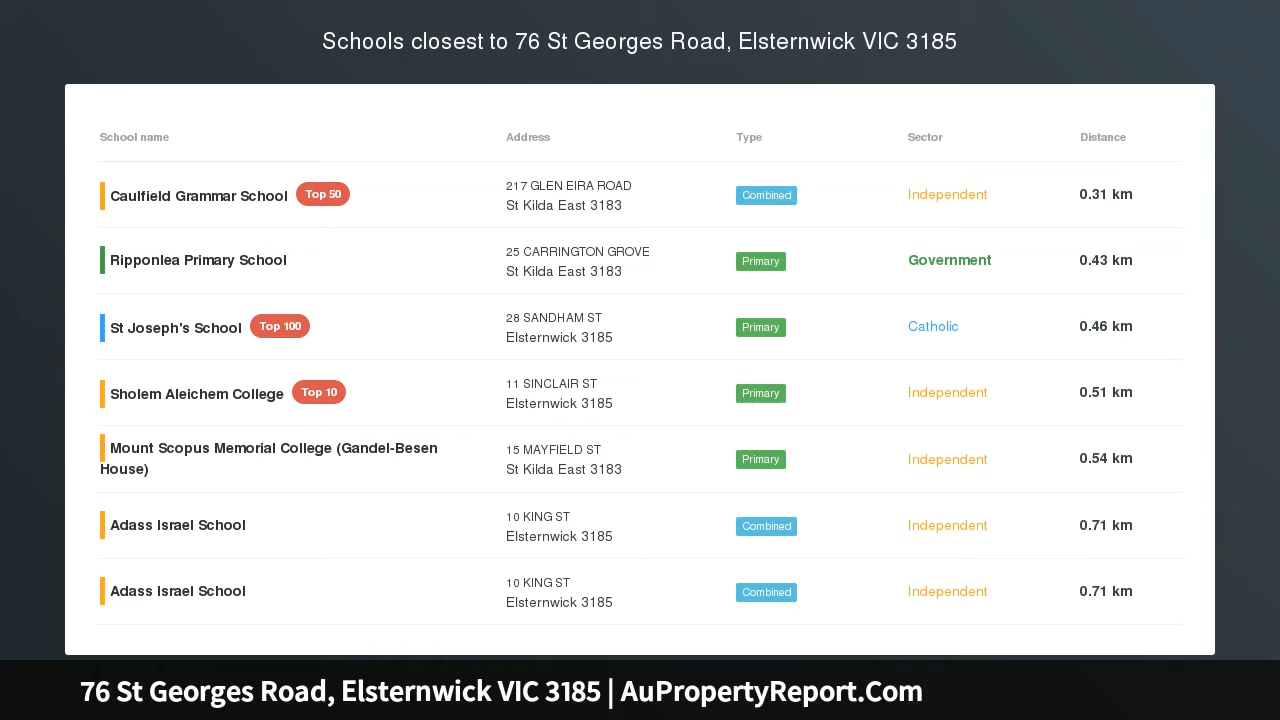 Schools closest to 76 St Georges Road, Elsternwick VIC 3185
School name Address Type Sector Distance
Caulfield Grammar School Top 50 217 GLEN EIRA ROAD Combined Independent 0.31 km
St Kilda East 3183
Ripponlea Primary School 25 CARRINGTON GROVE Primary Government 0.43 km
St Kilda East 3183
St Joseph's School Top 100 28 SANDHAM ST Primary Catholic 0.46 km
Elsternwick 3185
Sholem Aleichem College Top 10 11 SINCLAIR ST Primary Independent 0.51 km
Elsternwick 3185
Mount Scopus Memorial College (Gandel-Besen 15 MAYFIELD ST Primary Independent 0.54 km
House) St Kilda East 3183
Adass Israel School 10 KING ST Combined Independent 0.71 km
Elsternwick 3185
Adass Israel School 10 KING ST Combined Independent 0.71 km
Elsternwick 3185
76 St Georges Road, Elsternwick VIC 3185 | AuPropertyReport.Com